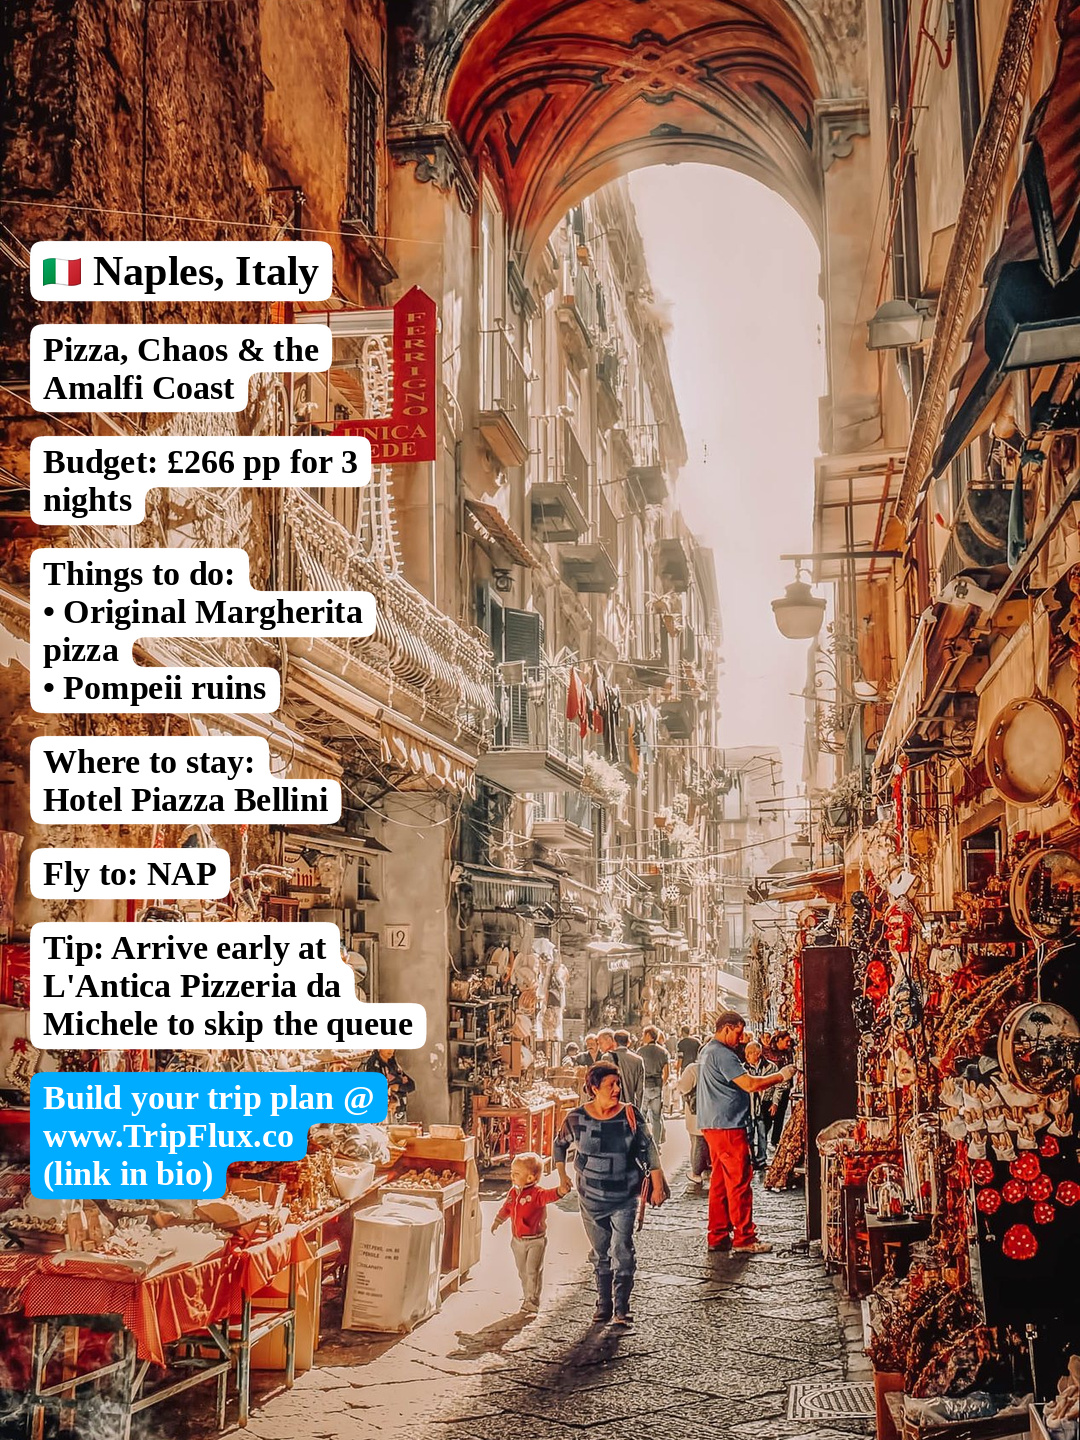 🇮🇹 Naples, Italy
Pizza, Chaos & the
Amalfi Coast
Budget: £266 pp for 3
nights
Things to do:
• Original Margherita
pizza
• Pompeii ruins
Where to stay:
Hotel Piazza Bellini
Fly to: NAP
Tip: Arrive early at
L'Antica Pizzeria da
Michele to skip the queue
Build your trip plan @
www.TripFlux.co
(link in bio)
FERRIGNO
UNICA
EDE
12